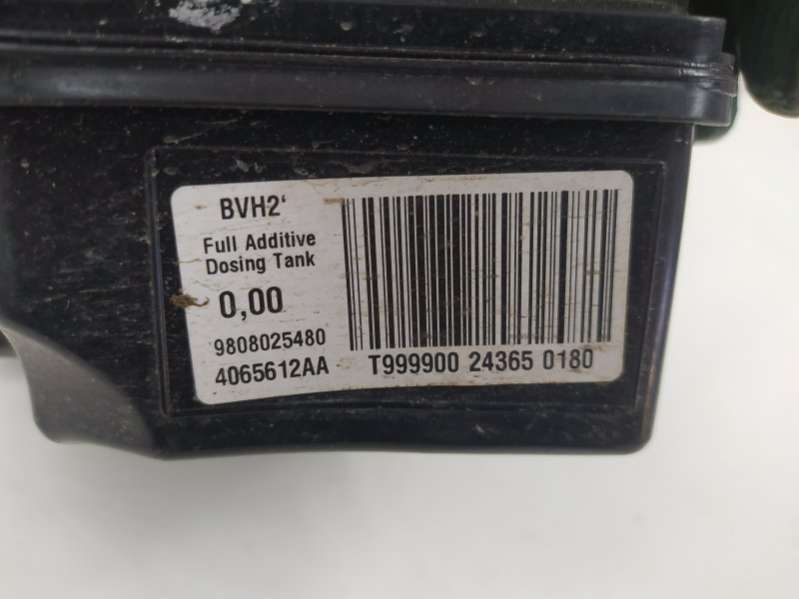 BVH2'
Full Additive
Dosing Tank
0,00
9808025480
4065612AA
T999900 24365 0180